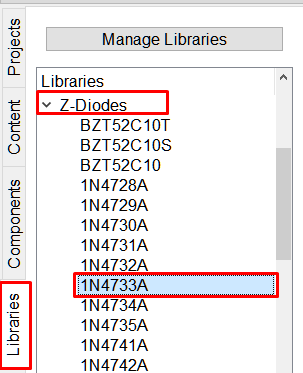 Manage Libraries
Projects
Content
Components
Libraries
Libraries
Z-Diodes
BZT52C10T
BZT52C10S
BZT52C10
1N4728A
1N4729A
1N4730A
1N4731A
1N4732A
1N4733A
1N4734A
1N4735A
1N4741A
1N4742A